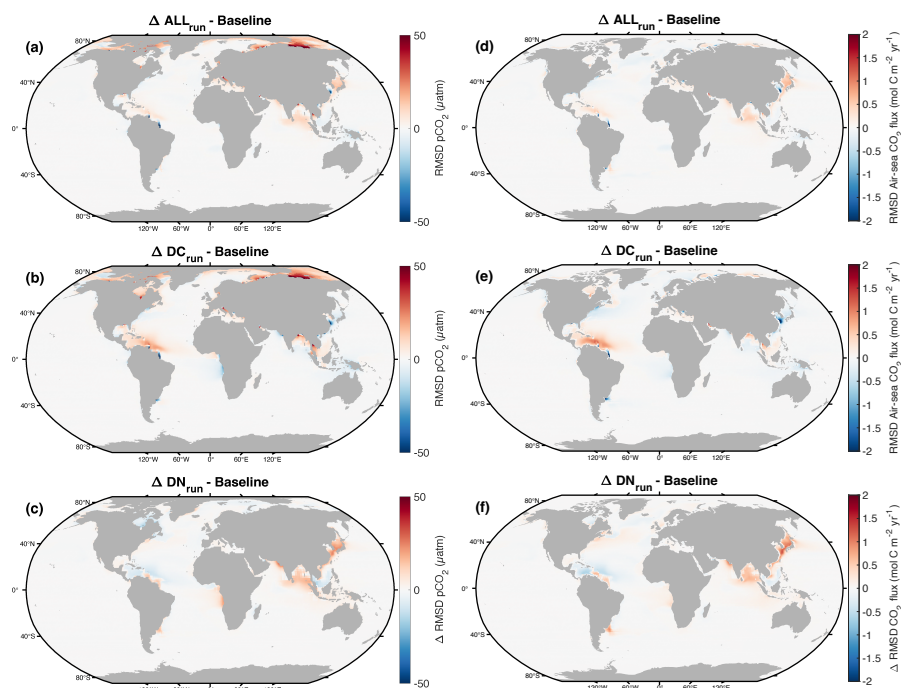 Δ ALLrun - Baseline
(a)
80°N
40°N
0°
40°S
80°S
120°W 60°W 0° 60°E 120°E
50
0
-50
RMSD pCO2 (μatm)
Δ ALLrun - Baseline
(d)
80°N
40°N
0°
40°S
80°S
120°W 60°W 0° 60°E 120°E
2
1.5
1
0.5
0
-0.5
-1
-1.5
-2
RMSD Air-sea CO2 flux (mol C m-2 yr-1)
Δ DCrun - Baseline
(b)
80°N
40°N
0°
40°S
80°S
120°W 60°W 0° 60°E 120°E
50
0
-50
RMSD pCO2 (μatm)
Δ DCrun - Baseline
(e)
80°N
40°N
0°
40°S
80°S
120°W 60°W 0° 60°E 120°E
2
1.5
1
0.5
0
-0.5
-1
-1.5
-2
RMSD Air-sea CO2 flux (mol C m-2 yr-1)
Δ DNrun - Baseline
(c)
80°N
40°N
0°
40°S
80°S
50
0
-50
Δ RMSD pCO2 (μatm)
Δ DNrun - Baseline
(f)
80°N
40°N
0°
40°S
80°S
120°W 60°W 0° 60°E 120°E
2
1.5
1
0.5
0
-0.5
-1
-1.5
-2
Δ RMSD CO2 flux (mol C m-2 yr-1)